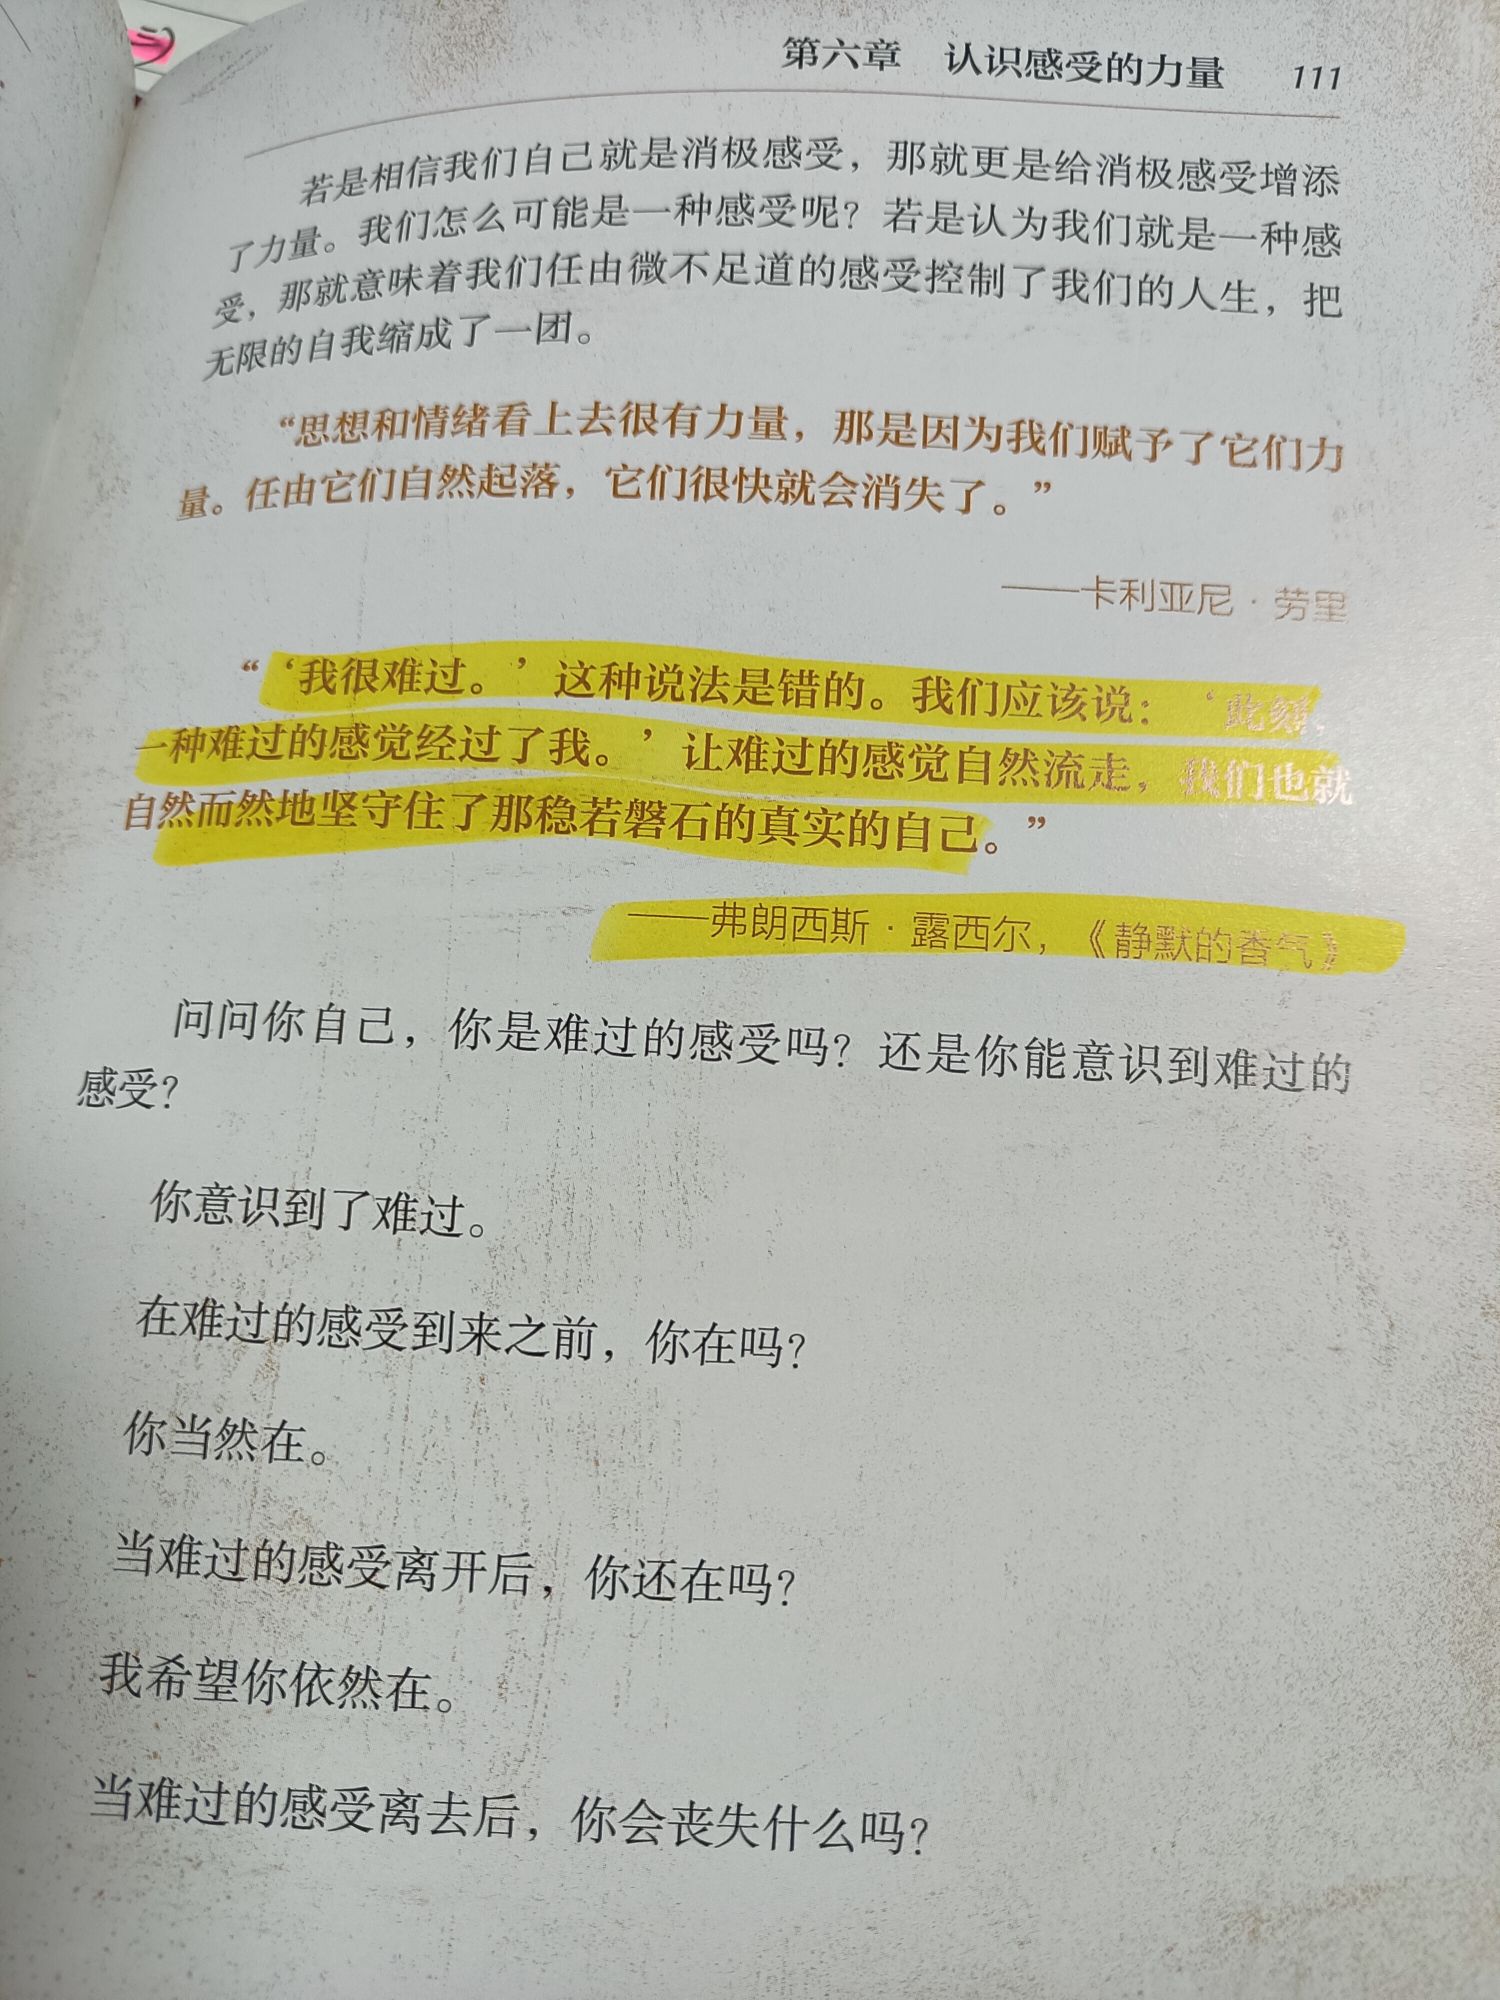 第六章 认识感受的力量 111
若是相信我们自己就是消极感受，那就更是给消极感受增添
了力量。我们怎么可能是一种感受呢？若是认为我们就是一种感
受，那就意味着我们任由微不足道的感受控制了我们的人生，把
无限的自我缩成了一团。
“思想和情绪看上去很有力量，那是因为我们赋予了它们力
量。任由它们自然起落，它们很快就会消失了。”
——卡利亚尼·劳里
“‘我很难过。’这种说法是错的。我们应该说：‘此刻，
一种难过的感觉经过了我。’让难过的感觉自然流走，我们也就
自然而然地坚守住了那稳若磐石的真实的自己。”
——弗朗西斯·露西尔，《静默的香气》
问问你自己，你是难过的感受吗？还是你能意识到难过的
感受？
你意识到了难过。
在难过的感受到来之前，你在吗？
你当然在。
当难过的感受离开后，你还在吗？
我希望你依然在。
当难过的感受离去后，你会丧失什么吗？